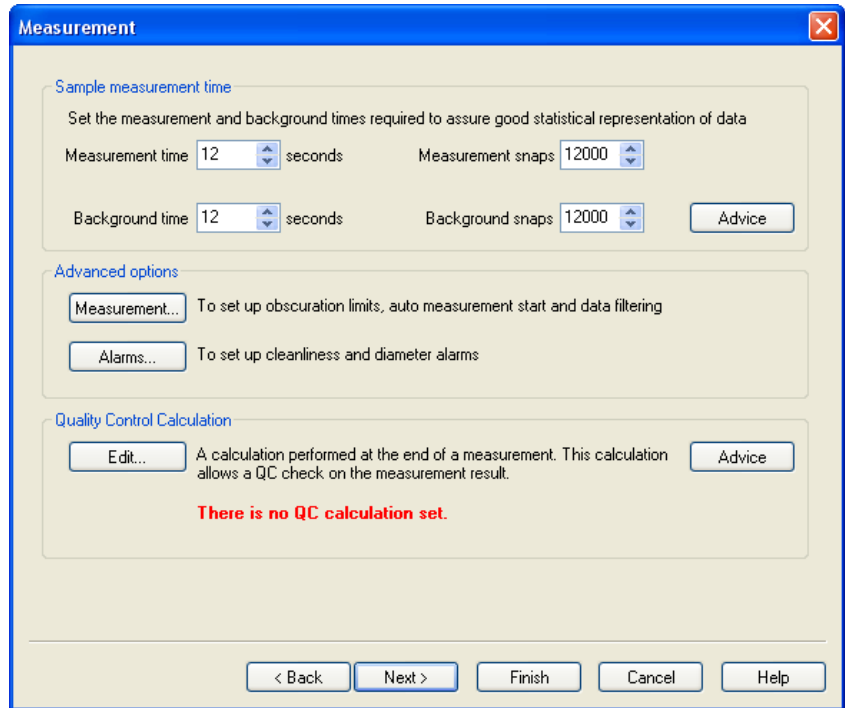 Measurement
Sample measurement time
Set the measurement and background times required to assure good statistical representation of data
Measurement time 12 seconds Measurement snaps 12000
Background time 12 seconds Background snaps 12000 Advice
Advanced options
Measurement... To set up obscuration limits, auto measurement start and data filtering
Alarms... To set up cleanliness and diameter alarms
Quality Control Calculation
Edit... A calculation performed at the end of a measurement. This calculation Advice
allows a QC check on the measurement result.
There is no QC calculation set.
< Back Next > Finish Cancel Help